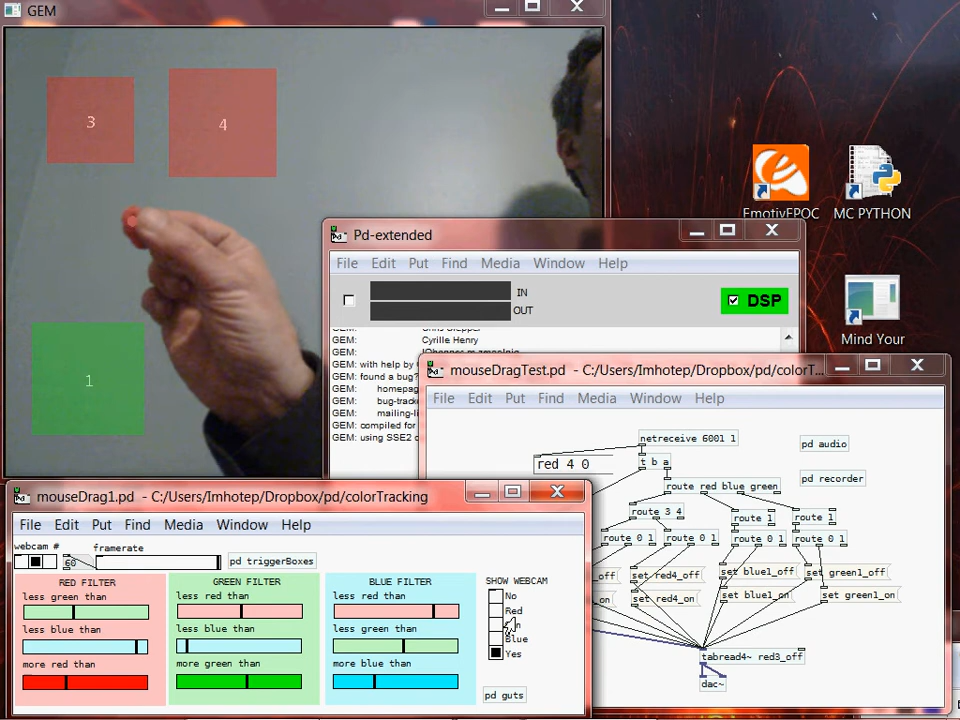 GEM
3
4
1
EmotivEPOC
MC PYTHON
Mind Your
Pd-extended
File Edit Put Find Media Window Help
IN
OUT
DSP
GEM:
GEM: Cyrille Henry
GEM:
GEM: with help by
GEM: found a bug?
GEM: homepag
GEM: bug-tracke
GEM: mailing-li
GEM: compiled for
GEM: using SSE2
mouseDragTest.pd - C:/Users/Imhotep/Dropbox/pd/colorT...
File Edit Put Find Media Window Help
netreceive 6001 1
pd audio
red 4 0
t b a
pd recorder
route red blue green
route 3 4
route 1
route 1
route 0 1
route 0 1
route 0 1
route 0 1
_off
set red4_off
set blue1_off
set green1_off
_on
set red4_on
set blue1_on
set green1_on
tabread4~ red3_off
dac~
mouseDrag1.pd - C:/Users/Imhotep/Dropbox/pd/colorTracking
File Edit Put Find Media Window Help
webcam #
framerate
60
pd triggerBoxes
RED FILTER
less green than
less blue than
more red than
GREEN FILTER
less red than
less blue than
more green than
BLUE FILTER
less red than
less green than
more blue than
SHOW WEBCAM
No
Red
Blue
Yes
pd guts